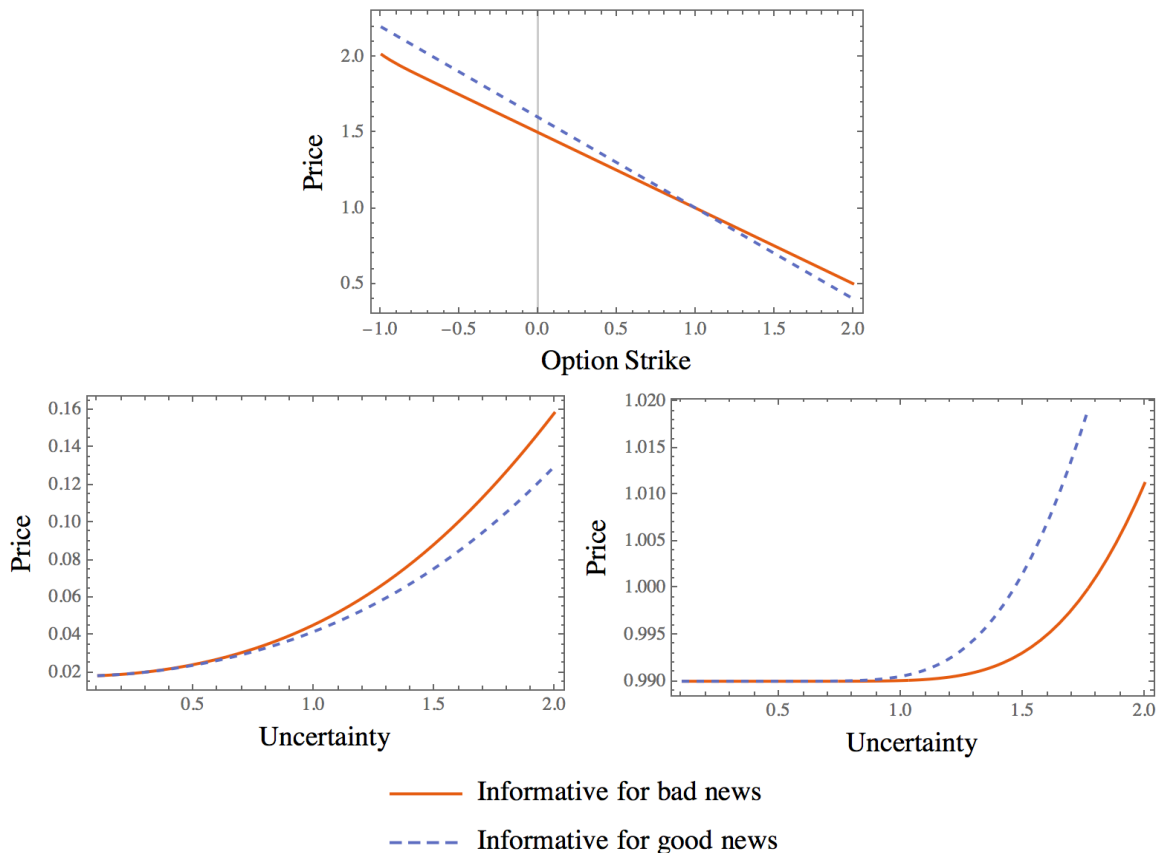 Price
2.0
1.5
1.0
0.5
−1.0 −0.5 0.0 0.5 1.0 1.5 2.0
Option Strike
Price
0.16
0.14
0.12
0.10
0.08
0.06
0.04
0.02
0.5 1.0 1.5 2.0
Uncertainty
Price
1.020
1.015
1.010
1.005
1.000
0.995
0.990
0.5 1.0 1.5 2.0
Uncertainty
Informative for bad news
Informative for good news